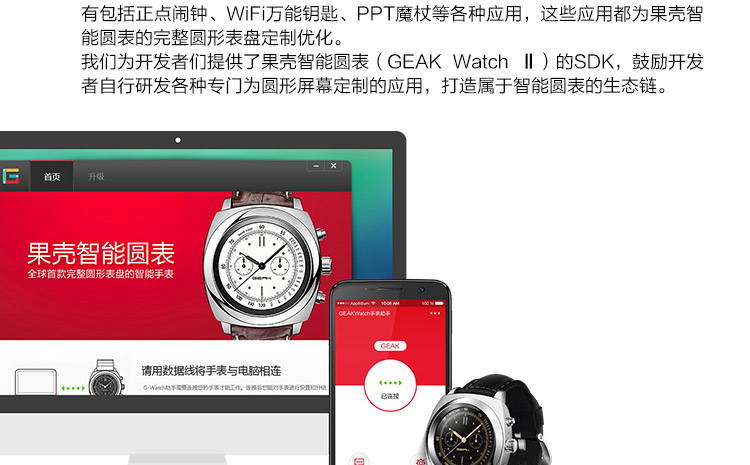 有包括正点闹钟、WiFi万能钥匙、PPT魔杖等各种应用，这些应用都为果壳智
能圆表的完整圆形表盘定制优化。
我们为开发者们提供了果壳智能圆表（GEAK Watch Ⅱ）的SDK，鼓励开发
者自行研发各种专门为圆形屏幕定制的应用，打造属于智能圆表的生态链。
首页 升级
果壳智能圆表
全球首款完整圆形表盘的智能手表
GEAK
请用数据线将手表与电脑相连
G-Watch助手需要连接您的手表才能工作。连接后您能对手表进行设置和升级
10:08 AM 100 %
GEAKWatch手表助手
GEAK
已连接